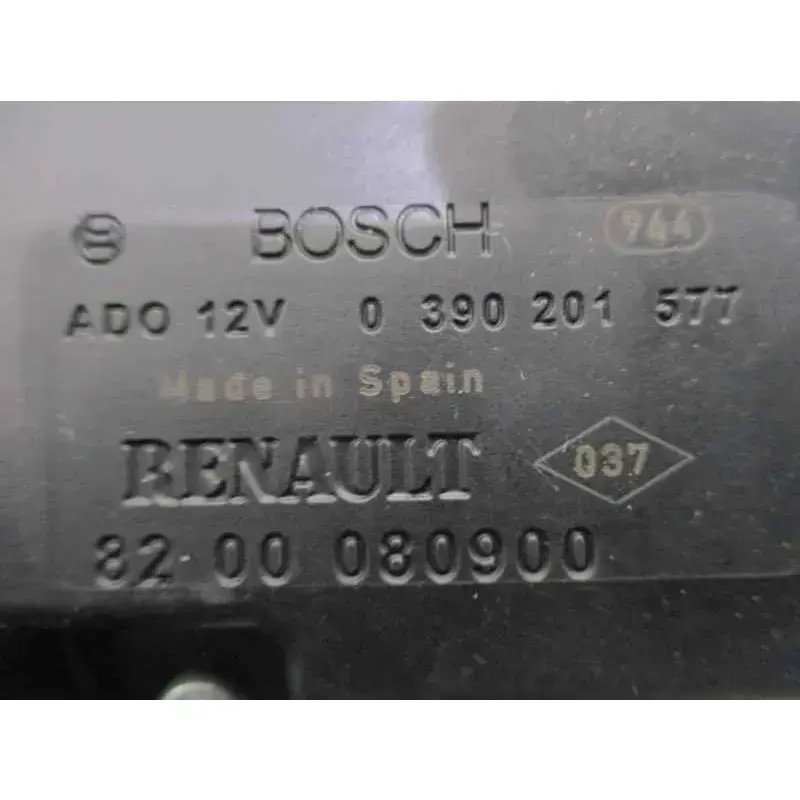 BOSCH 944
ADO 12V 0 390 201 577
Made in Spain
RENAULT 037
82 00 080900